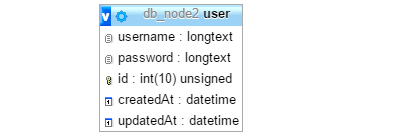 v db_node2 user
username : longtext
password : longtext
id : int(10) unsigned
createdAt : datetime
updatedAt : datetime